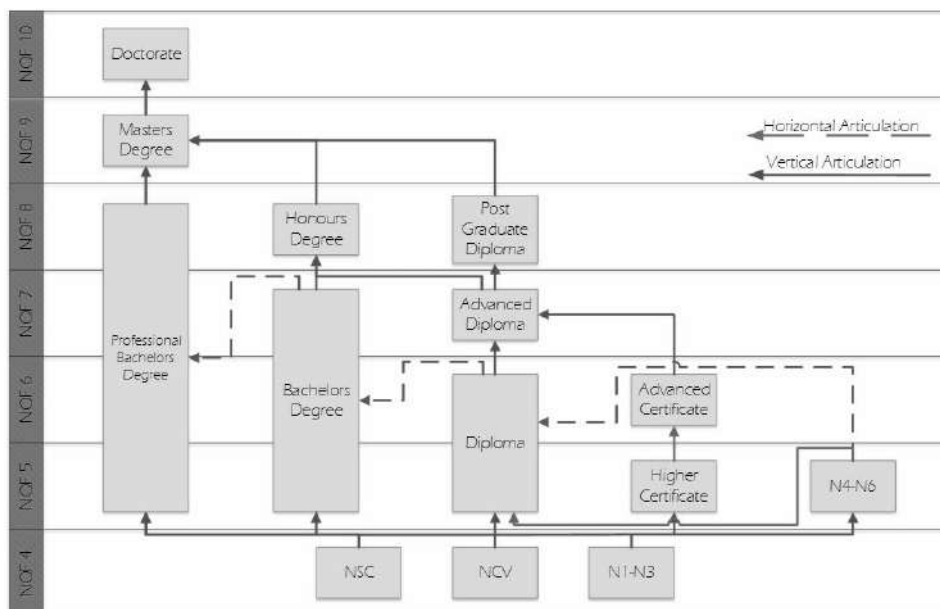 NQF 10
Doctorate
NQF 9
Masters
Degree
Horizontal Articulation
Vertical Articulation
NQF 8
Honours
Degree
Post
Graduate
Diploma
NQF 7
Advanced
Diploma
Professional
Bachelors
Degree
NQF 6
Bachelors
Degree
Advanced
Certificate
Diploma
NQF 5
Higher
Certificate
N4-N6
NQF 4
NSC
NCV
N1-N3